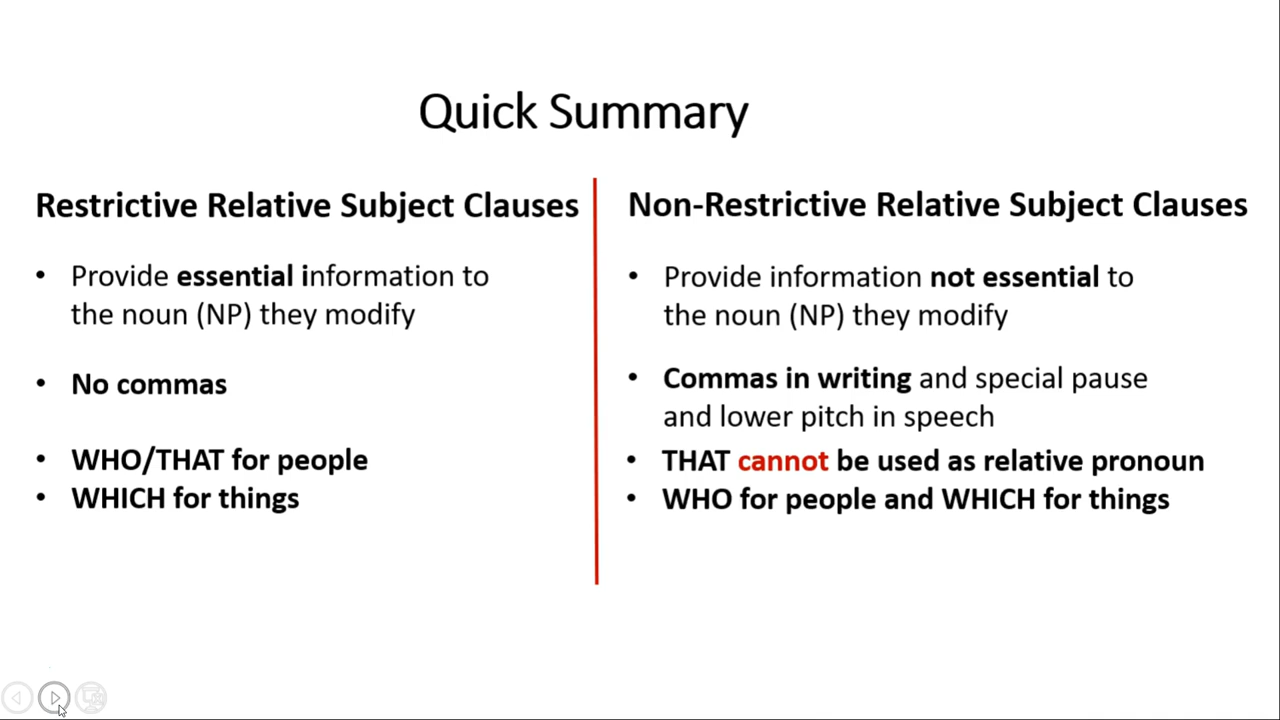 Quick Summary
Restrictive Relative Subject Clauses
• Provide essential information to
the noun (NP) they modify
• No commas
• WHO/THAT for people
• WHICH for things
Non-Restrictive Relative Subject Clauses
• Provide information not essential to
the noun (NP) they modify
• Commas in writing and special pause
and lower pitch in speech
• THAT cannot be used as relative pronoun
• WHO for people and WHICH for things